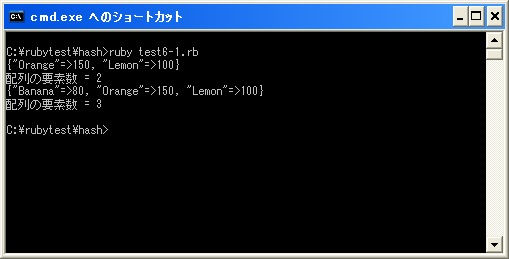 cmd.exe へのショートカット
C:\rubytest\hash>ruby test6-1.rb
{"Orange"=>150, "Lemon"=>100}
配列の要素数 = 2
{"Banana"=>80, "Orange"=>150, "Lemon"=>100}
配列の要素数 = 3
C:\rubytest\hash>